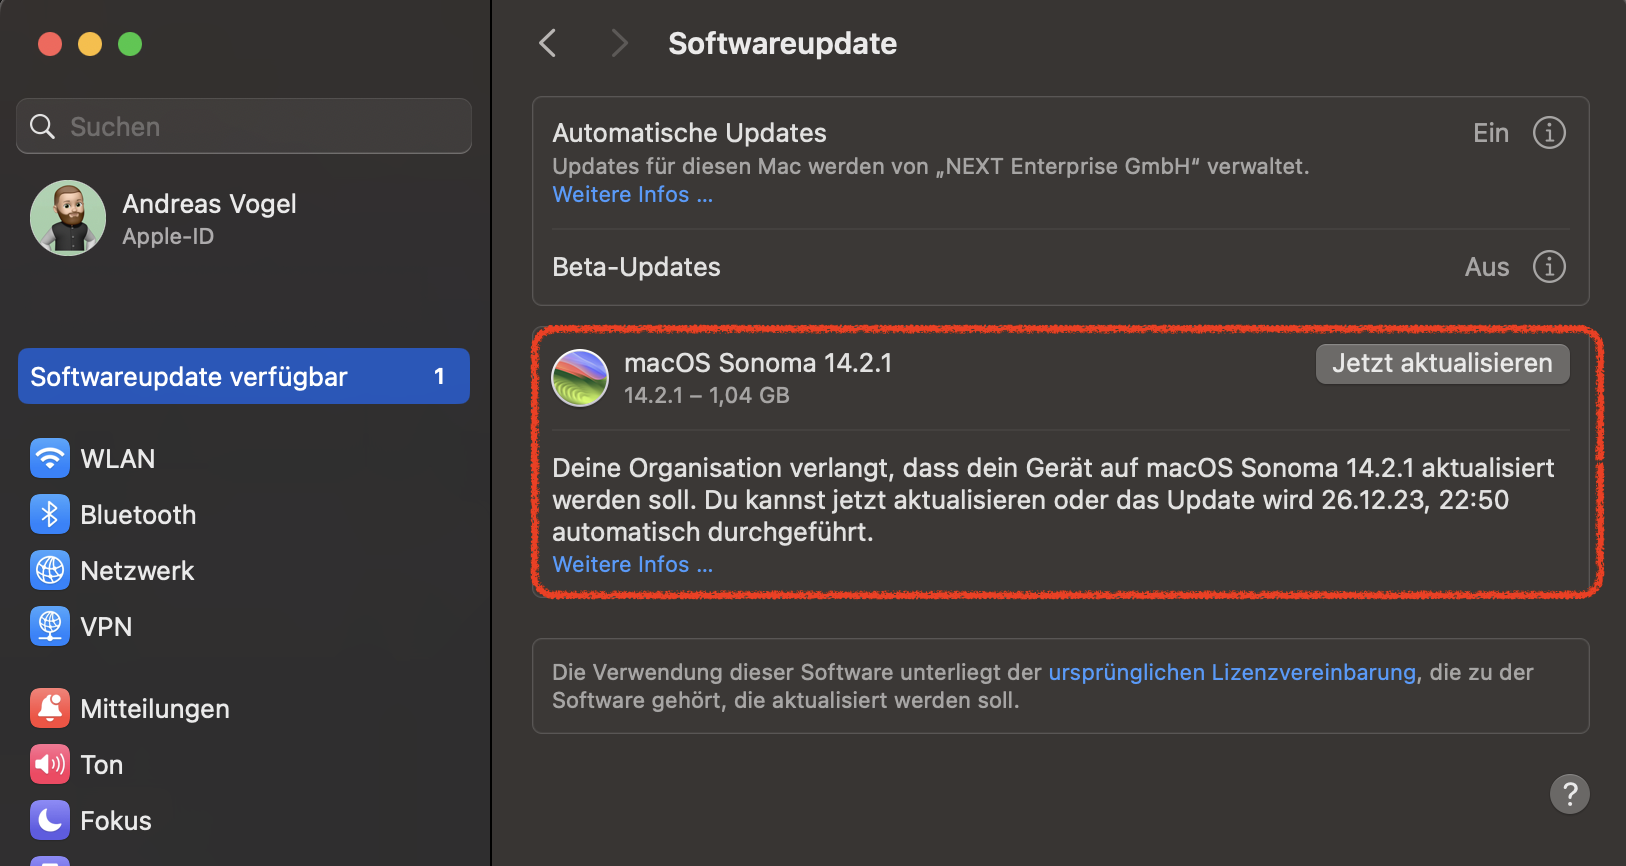 Suchen
Andreas Vogel
Apple-ID
Softwareupdate verfügbar 1
WLAN
Bluetooth
Netzwerk
VPN
Mitteilungen
Ton
Fokus
Softwareupdate
Automatische Updates Ein
Updates für diesen Mac werden von „NEXT Enterprise GmbH“ verwaltet.
Weitere Infos ...
Beta-Updates Aus
macOS Sonoma 14.2.1 Jetzt aktualisieren
14.2.1 – 1,04 GB
Deine Organisation verlangt, dass dein Gerät auf macOS Sonoma 14.2.1 aktualisiert
werden soll. Du kannst jetzt aktualisieren oder das Update wird 26.12.23, 22:50
automatisch durchgeführt.
Weitere Infos ...
Die Verwendung dieser Software unterliegt der ursprünglichen Lizenzvereinbarung, die zu der
Software gehört, die aktualisiert werden soll.
?